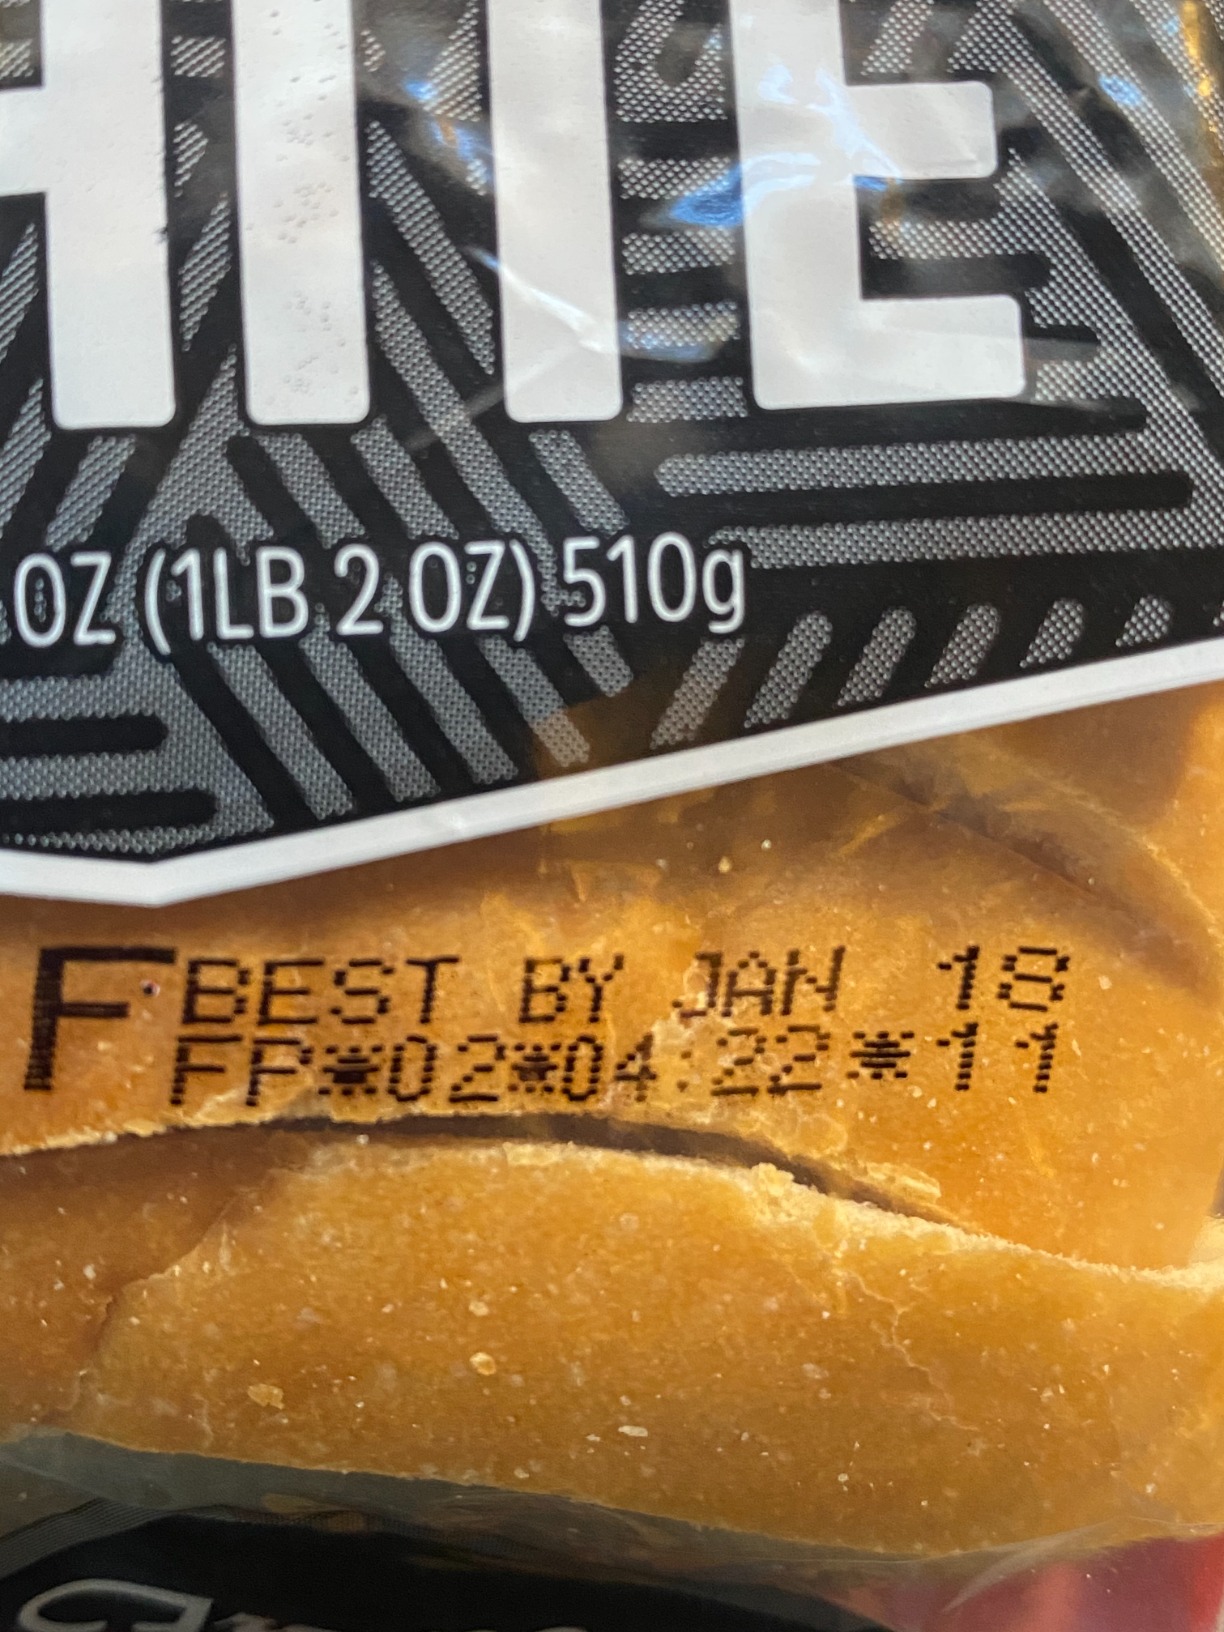 HITE
OZ (1LB 2 OZ) 510g
F BEST BY JAN 18
FP*02*04:22*11